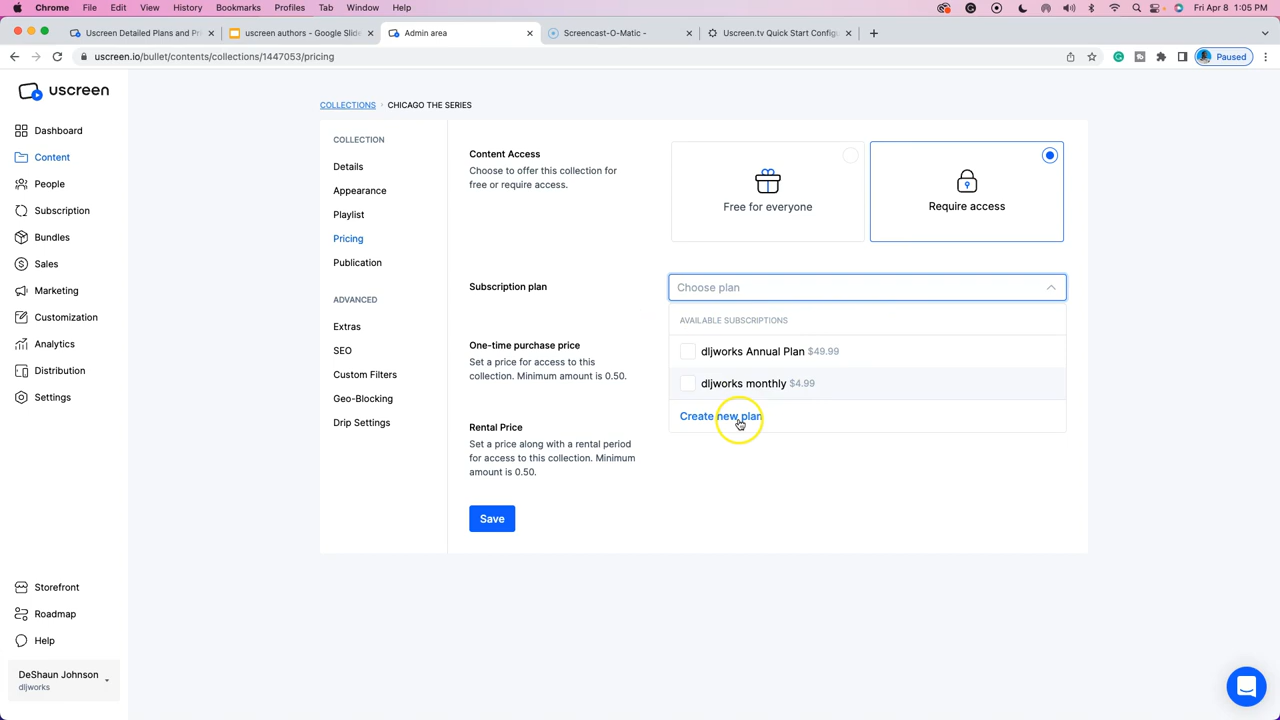 Chrome File Edit View History Bookmarks Profiles Tab Window Help Fri Apr 8 1:05 PM
Uscreen Detailed Plans and Pri uscreen authors - Google Slide Admin area Screencast-O-Matic - Uscreen.tv Quick Start Config
uscreen.io/bullet/contents/collections/1447053/pricing Paused
uscreen
Dashboard
Content
People
Subscription
Bundles
Sales
Marketing
Customization
Analytics
Distribution
Settings
Storefront
Roadmap
Help
DeShaun Johnson
dljworks
COLLECTIONS › CHICAGO THE SERIES
COLLECTION
Details
Appearance
Playlist
Pricing
Publication
ADVANCED
Extras
SEO
Custom Filters
Geo-Blocking
Drip Settings
Content Access
Choose to offer this collection for
free or require access.
Free for everyone
Require access
Subscription plan
Choose plan
AVAILABLE SUBSCRIPTIONS
dljworks Annual Plan $49.99
dljworks monthly $4.99
Create new plan
One-time purchase price
Set a price for access to this
collection. Minimum amount is 0.50.
Rental Price
Set a price along with a rental period
for access to this collection. Minimum
amount is 0.50.
Save